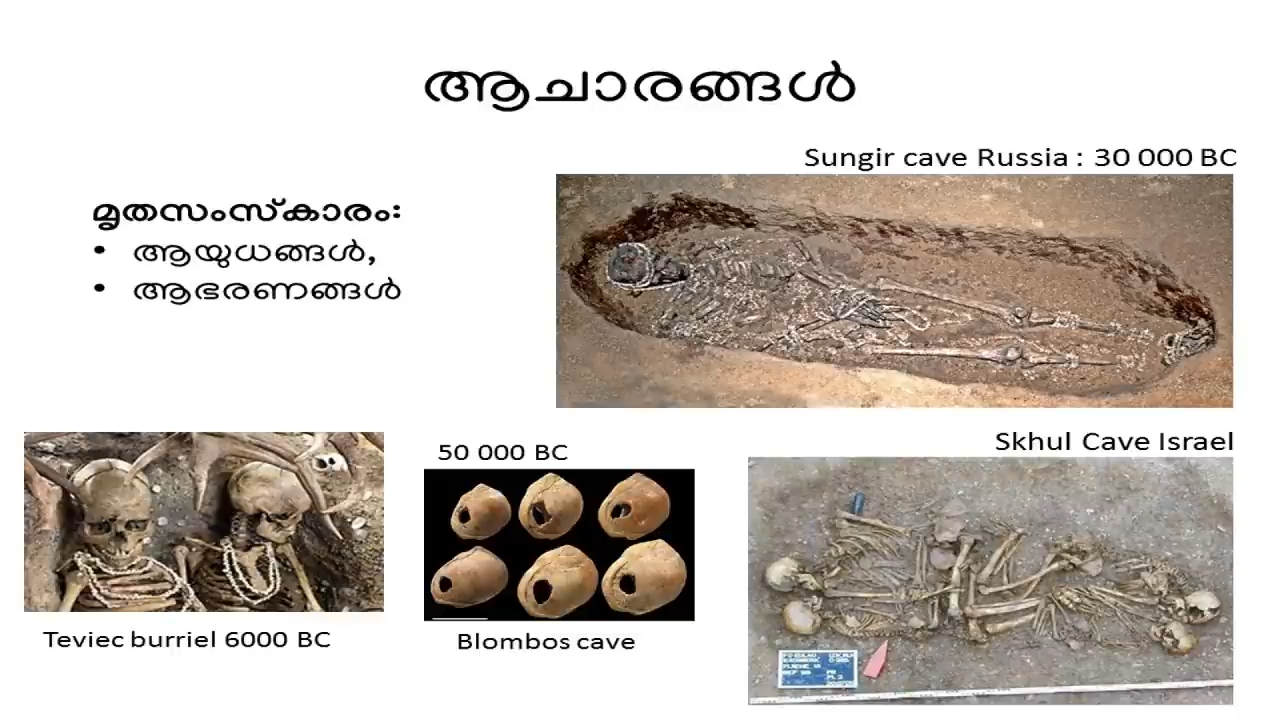 ആചാരങ്ങൾ
Sungir cave Russia : 30 000 BC
മൃതസംസ്കാരം:
• ആയുധങ്ങൾ,
• ആഭരണങ്ങൾ
50 000 BC
Skhul Cave Israel
Teviec burriel 6000 BC
Blombos cave